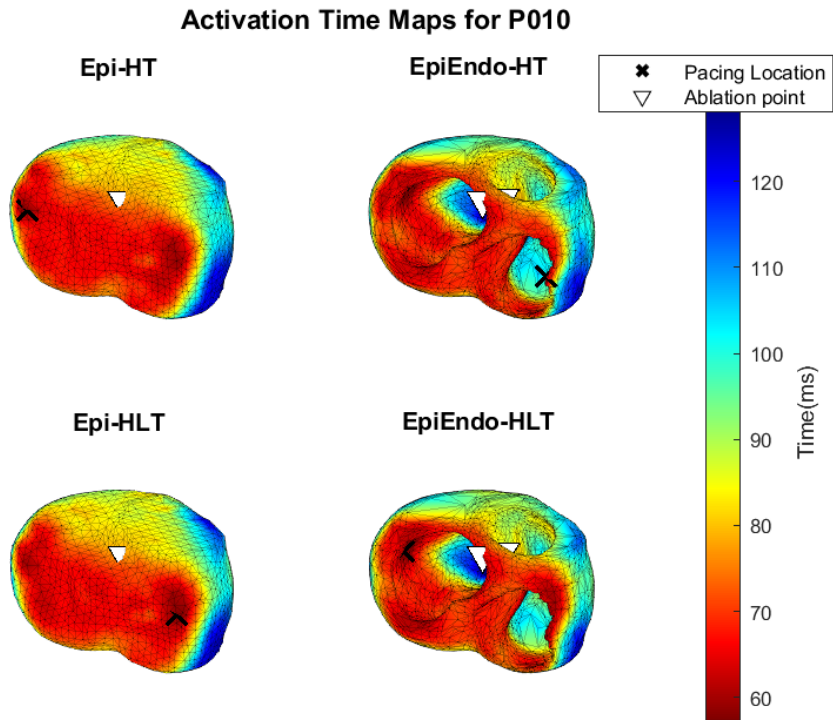 Activation Time Maps for P010
Epi-HT
EpiEndo-HT
Pacing Location
Ablation point
Epi-HLT
EpiEndo-HLT
120
110
100
90
80
70
60
Time(ms)